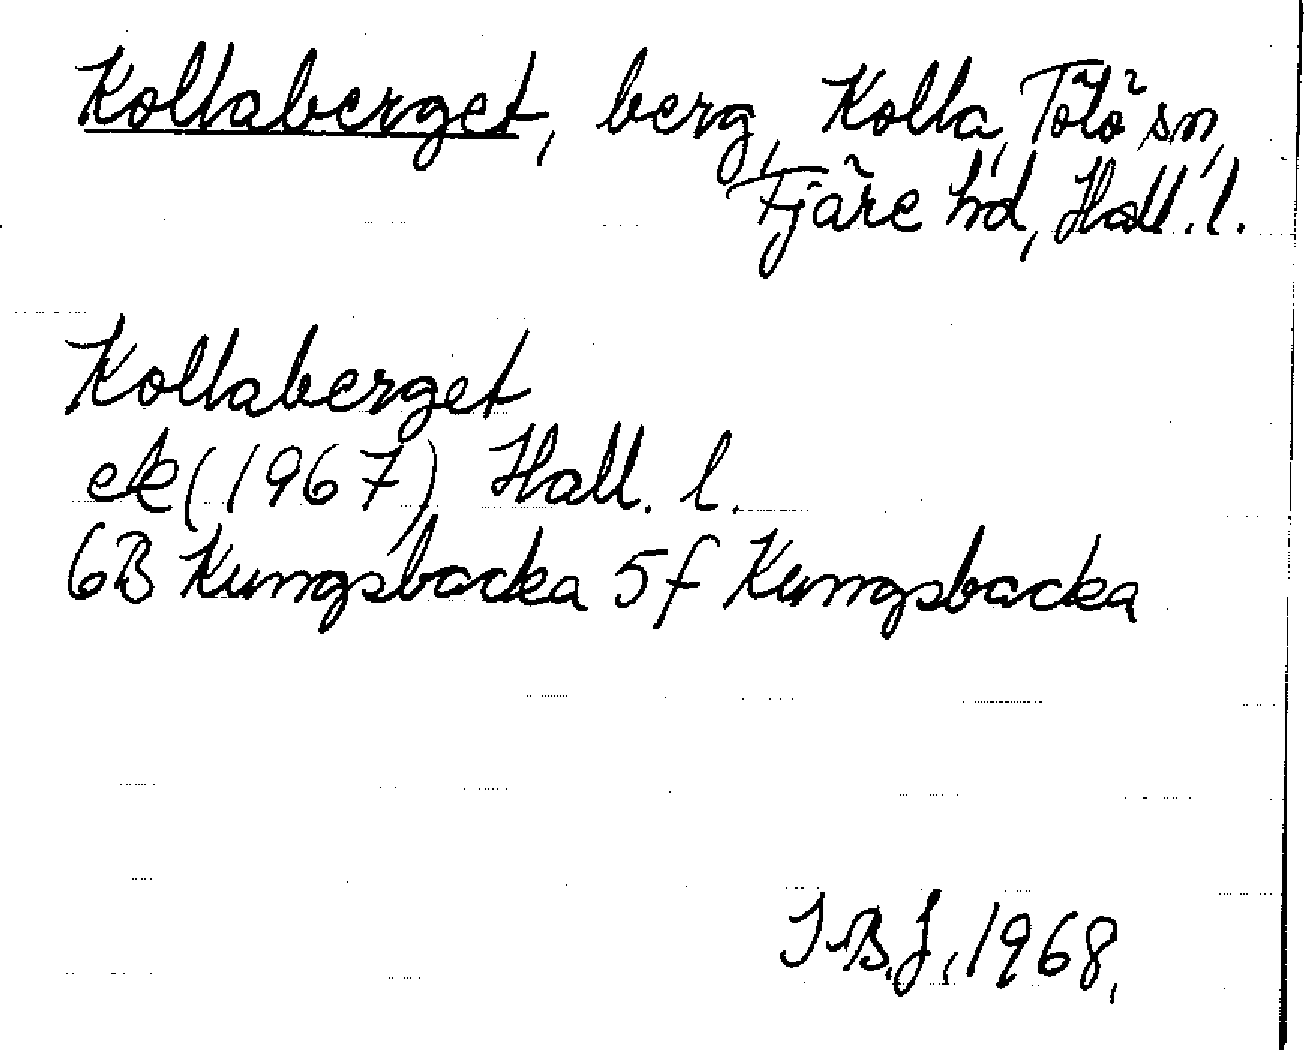 Kollaberget, berg, Kolla, Tölö sn,
Fjäre hd, Hall. l.
Kollaberget
ek (1967) Hall. l.
6B Kungsbacka 5f Kungsbacka
I.B.J, 1968,